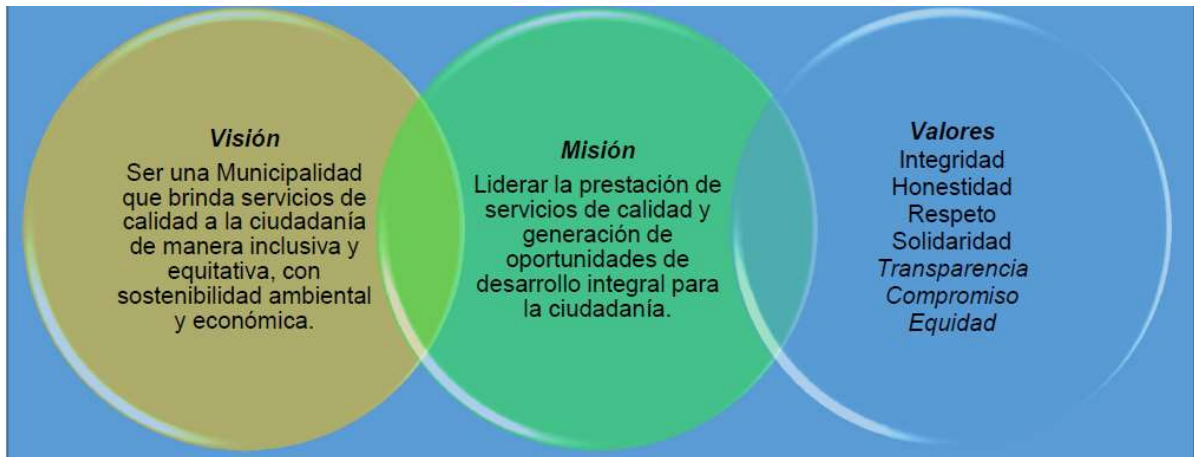 Visión
Ser una Municipalidad
que brinda servicios de
calidad a la ciudadanía
de manera inclusiva y
equitativa, con
sostenibilidad ambiental
y económica.
Misión
Liderar la prestación de
servicios de calidad y
generación de
oportunidades de
desarrollo integral para
la ciudadanía.
Valores
Integridad
Honestidad
Respeto
Solidaridad
Transparencia
Compromiso
Equidad